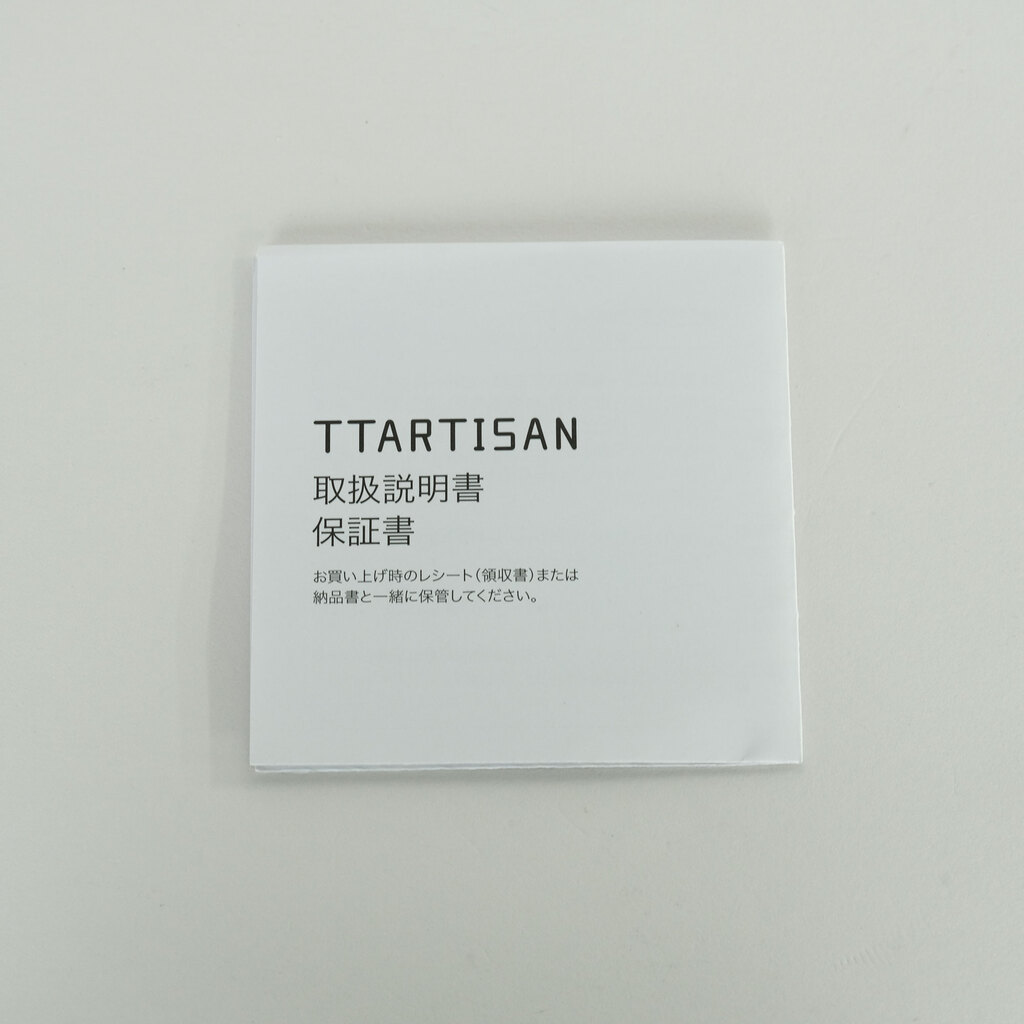 TTARTISAN
取扱説明書
保証書
お買い上げ時のレシート（領収書）または
納品書と一緒に保管してください。